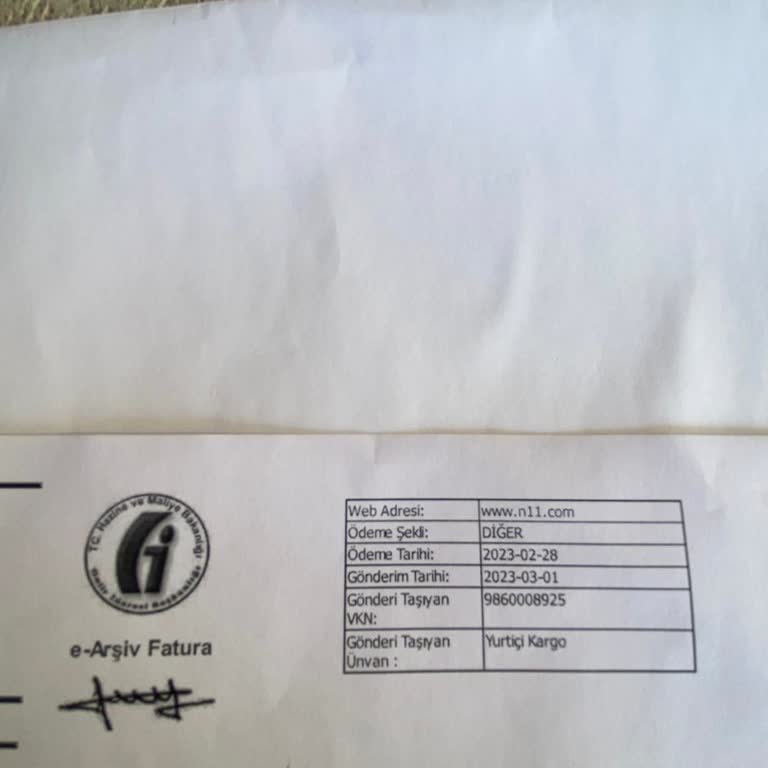 T.C. Hazine ve Maliye Bakanlığı
Gelir İdaresi Başkanlığı
e-Arşiv Fatura
Web Adresi: www.n11.com
Ödeme Şekli: DİĞER
Ödeme Tarihi: 2023-02-28
Gönderim Tarihi: 2023-03-01
Gönderi Taşıyan 9860008925
VKN:
Gönderi Taşıyan Yurtiçi Kargo
Ünvan :